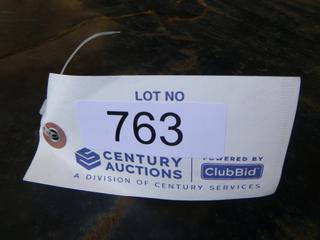 LOT NO
763
CENTURY AUCTIONS
POWERED BY
ClubBid
A DIVISION OF CENTURY SERVICES